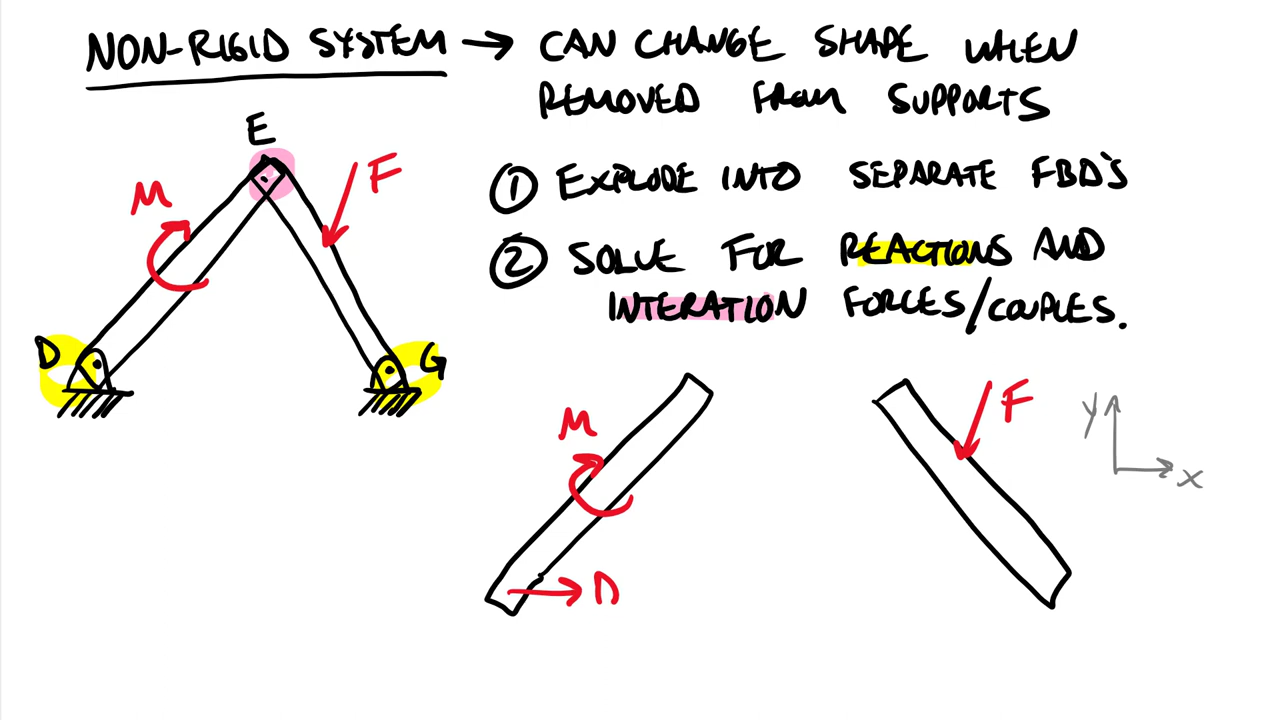 NON-RIGID SYSTEM → CAN CHANGE SHAPE WHEN
REMOVED FROM SUPPORTS
① EXPLODE INTO SEPARATE FBD'S
② SOLVE FOR REACTIONS AND
INTERATION FORCES/COUPLES.
E
M
F
D
G
M
F
y
x
D